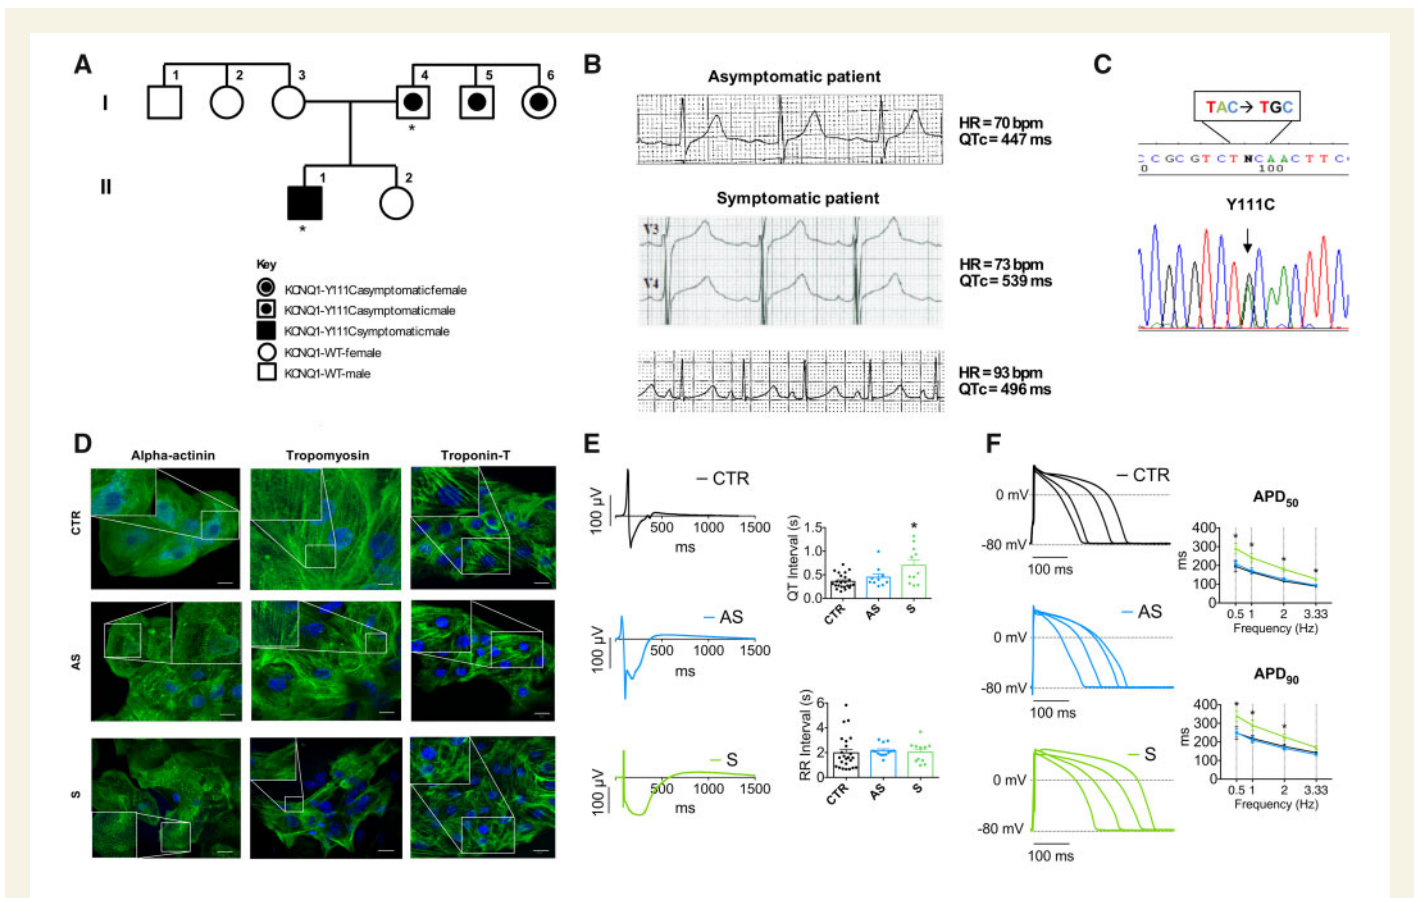 A
I
1
2
3
4
5
6
*
II
1
2
*
Key
KCNQ1-Y111Casymptomaticfemale
KCNQ1-Y111Casymptomaticmale
KCNQ1-Y111Csymptomaticmale
KCNQ1-WT-female
KCNQ1-WT-male
B
Asymptomatic patient
HR = 70 bpm
QTc = 447 ms
Symptomatic patient
V3
V4
HR = 73 bpm
QTc = 539 ms
HR = 93 bpm
QTc = 496 ms
C
TAC → TGC
C C G C G T C T N C A A C T T C
0 100
Y111C
D
Alpha-actinin Tropomyosin Troponin-T
CTR
AS
S
E
CTR
100 µV
500 1000 1500
ms
AS
100 µV
500 1000 1500
ms
S
100 µV
500 1000 1500
ms
QT Interval (s)
1.5
1.0
0.5
0.0
*
CTR AS S
RR Interval (s)
6
4
2
0
CTR AS S
F
CTR
0 mV
-80 mV
100 ms
AS
0 mV
-80 mV
100 ms
S
0 mV
-80 mV
100 ms
APD50
ms
400
300
200
100
0
* * * *
0.5 1 2 3.33
Frequency (Hz)
APD90
ms
400
300
200
100
0
* * *
0.5 1 2 3.33
Frequency (Hz)